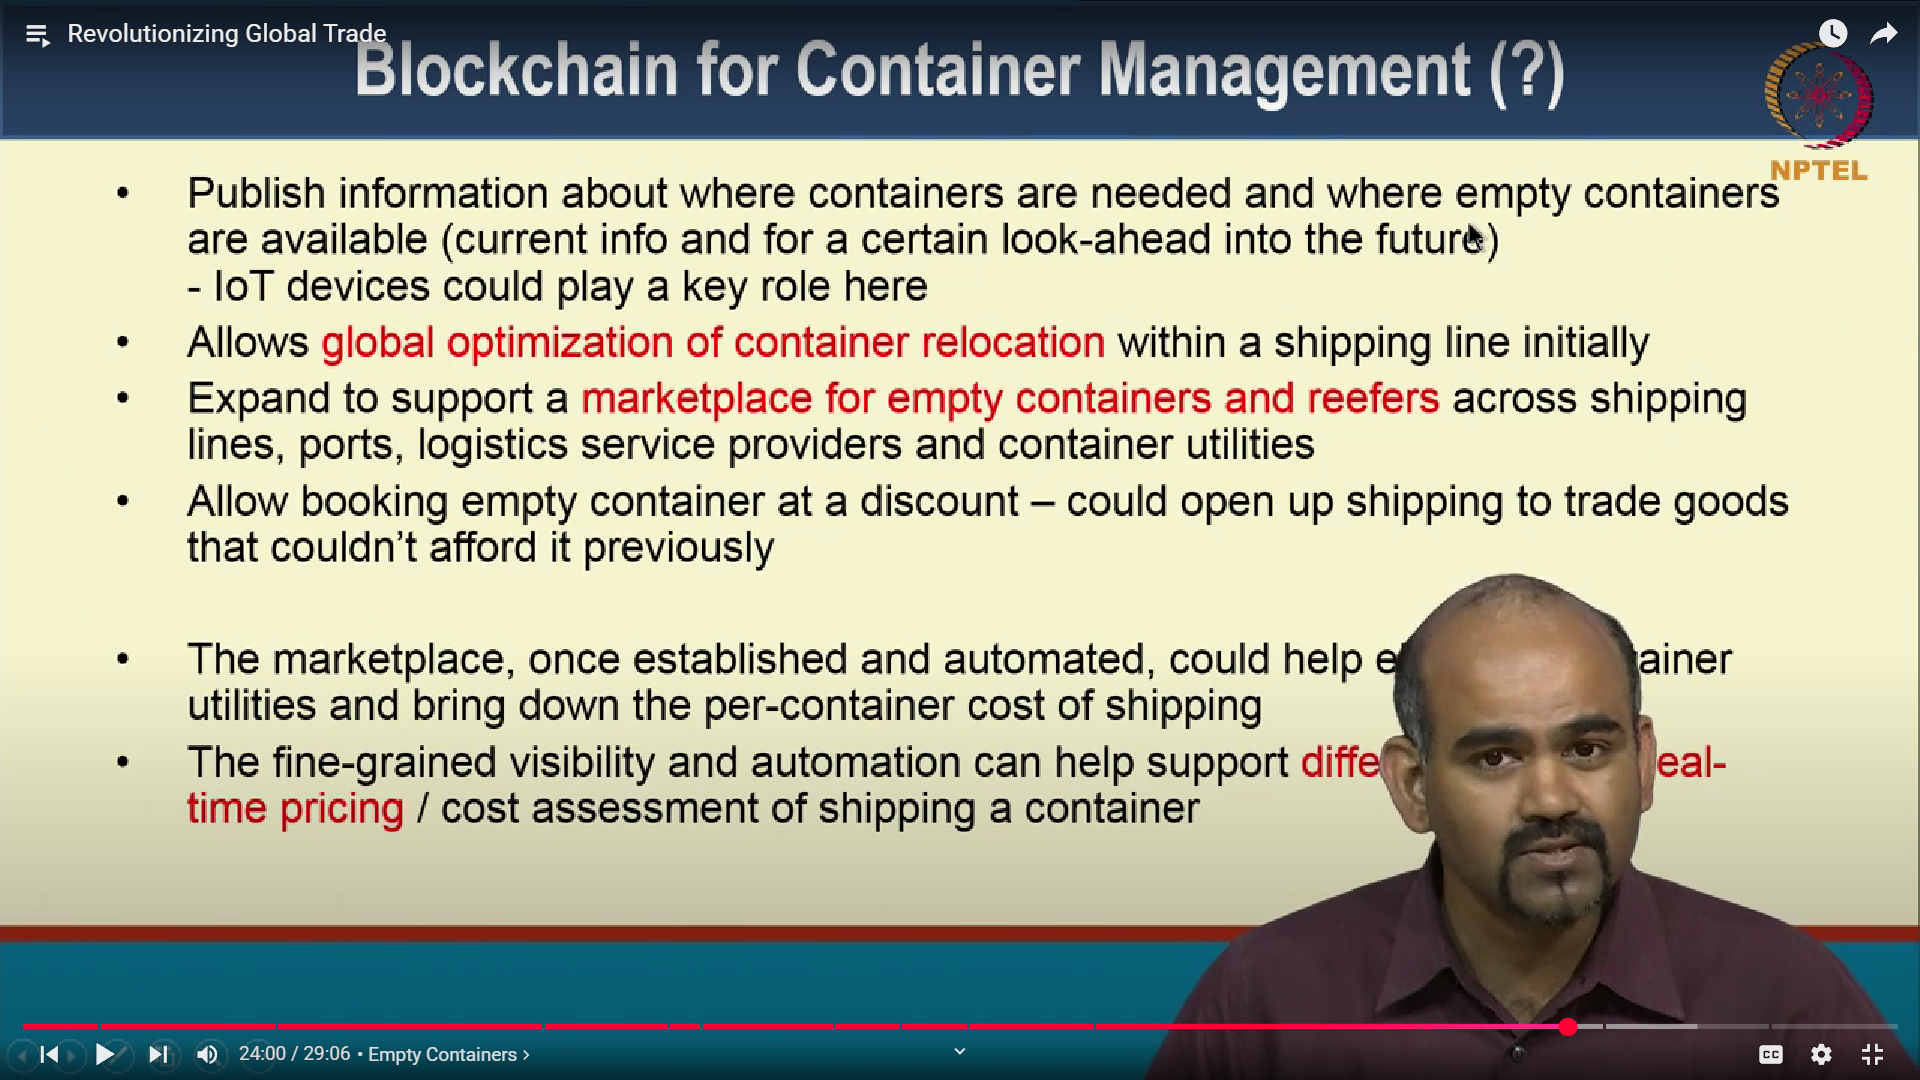 Revolutionizing Global Trade
Blockchain for Container Management (?)
NPTEL
• Publish information about where containers are needed and where empty containers
are available (current info and for a certain look-ahead into the future)
- IoT devices could play a key role here
• Allows global optimization of container relocation within a shipping line initially
• Expand to support a marketplace for empty containers and reefers across shipping
lines, ports, logistics service providers and container utilities
• Allow booking empty container at a discount – could open up shipping to trade goods
that couldn’t afford it previously
• The marketplace, once established and automated, could help
utilities and bring down the per-container cost of shipping
• The fine-grained visibility and automation can help support
time pricing / cost assessment of shipping a container
24:00 / 29:06 • Empty Containers ›
CC